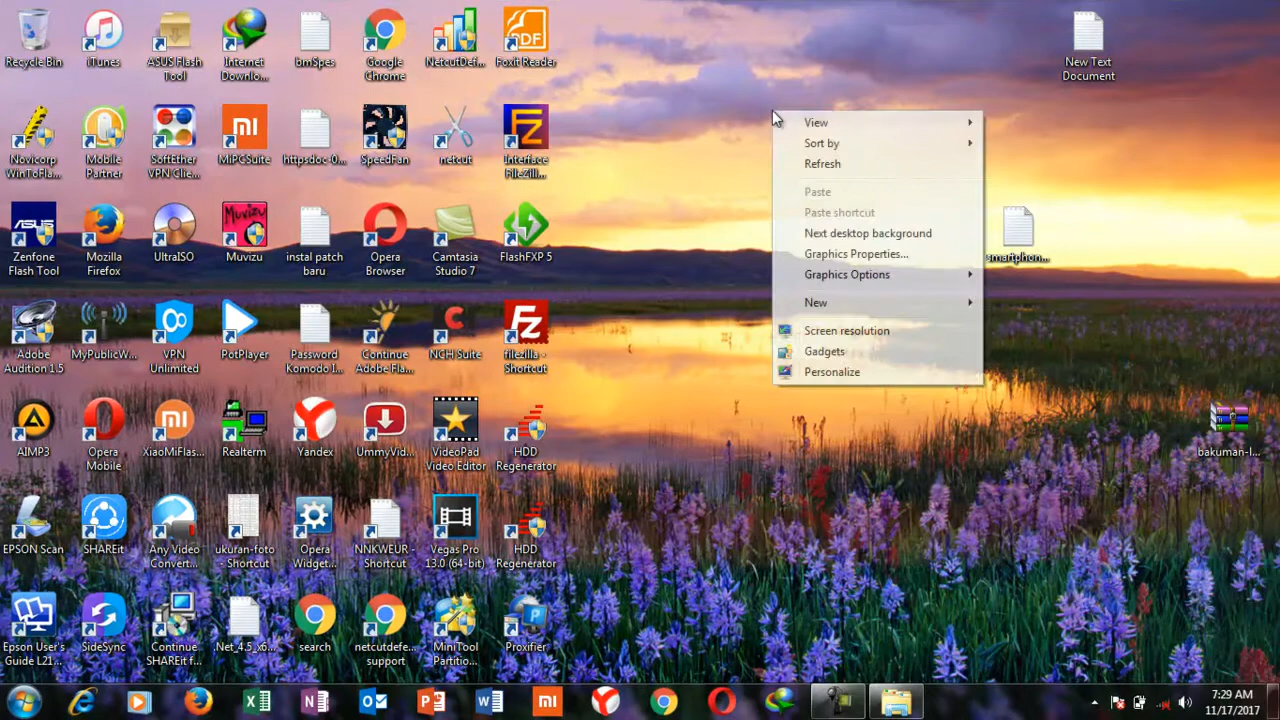 Recycle Bin
iTunes
ASUS Flash
Tool
Internet
Downlo...
bmSpes
Google
Chrome
NetcutDef...
PDF
Foxit Reader
New Text
Document
Novicorp
WinToFla...
Mobile
Partner
SoftEther
VPN Clie...
MI
MiPCSuite
httpsdoc-0...
SpeedFan
netcut
Interface
FileZill...
View
Sort by
Refresh
Paste
Paste shortcut
Next desktop background
Graphics Properties...
Graphics Options
New
Screen resolution
Gadgets
Personalize
ASUS
Zenfone
Flash Tool
Mozilla
Firefox
UltraISO
Muvizu
Muvizu
instal patch
baru
Opera
Browser
Camtasia
Studio 7
FlashFXP 5
smartphon...
Adobe
Audition 1.5
MyPublicW...
VPN
Unlimited
PotPlayer
Password
Komodo I...
Continue
Adobe Fla...
NCH Suite
filezilla -
Shortcut
AIMP3
Opera
Mobile
XiaoMiFlas...
Realterm
Yandex
UmmyVid...
VideoPad
Video Editor
HDD
Regenerator
bakuman-I...
EPSON Scan
SHAREit
Any Video
Convert...
ukuran-foto
- Shortcut
Opera
Widget...
NNKWEUR -
Shortcut
Vegas Pro
13.0 (64-bit)
HDD
Regenerator
Epson User's
Guide L21...
SideSync
Continue
SHAREit f...
.Net_4.5_x6...
search
netcutdefe...
support
MiniTool
Partitio...
Proxifier
7:29 AM
11/17/2017